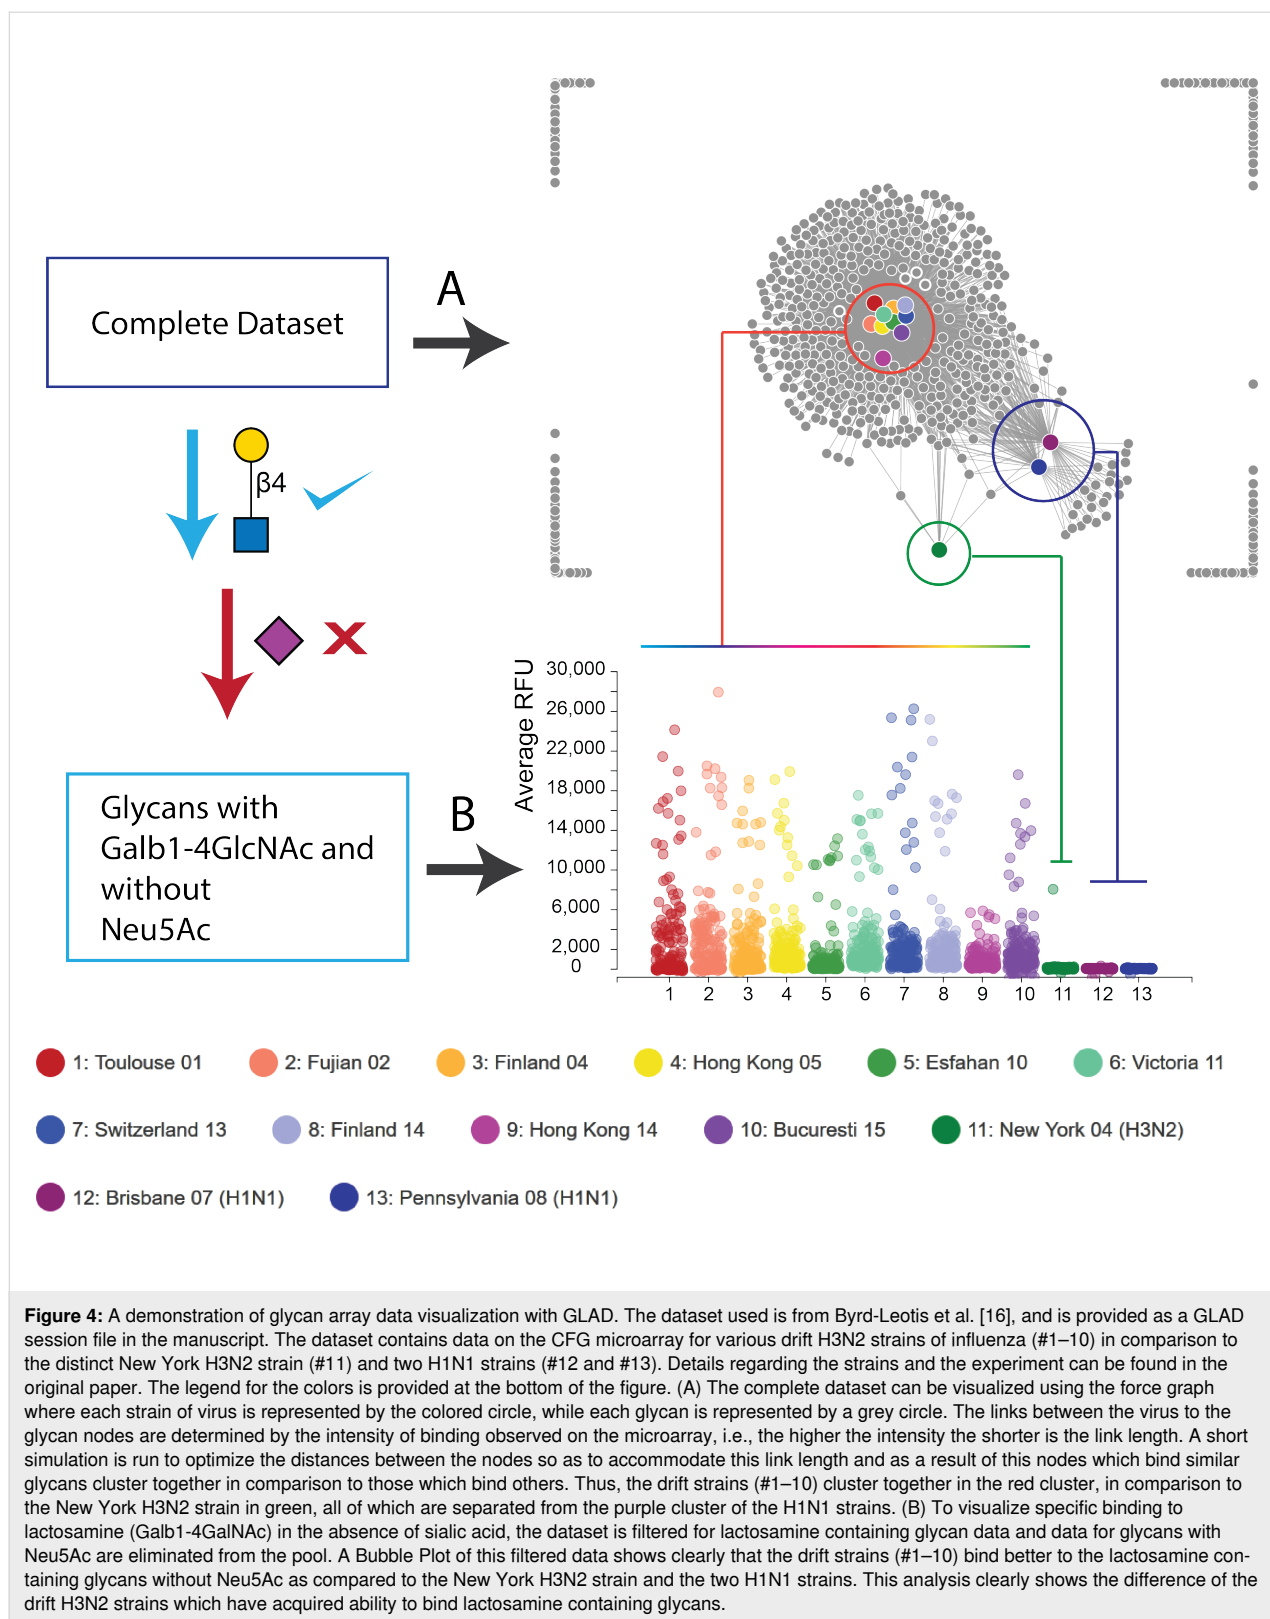 A
Complete Dataset
β4
Glycans with
Galb1-4GlcNAc and
without
Neu5Ac
B
Average RFU
30,000
26,000
22,000
18,000
14,000
10,000
6,000
2,000
0
1 2 3 4 5 6 7 8 9 10 11 12 13
1: Toulouse 01 2: Fujian 02 3: Finland 04 4: Hong Kong 05 5: Esfahan 10 6: Victoria 11
7: Switzerland 13 8: Finland 14 9: Hong Kong 14 10: Bucuresti 15 11: New York 04 (H3N2)
12: Brisbane 07 (H1N1) 13: Pennsylvania 08 (H1N1)
Figure 4: A demonstration of glycan array data visualization with GLAD. The dataset used is from Byrd-Leotis et al. [16], and is provided as a GLAD
session file in the manuscript. The dataset contains data on the CFG microarray for various drift H3N2 strains of influenza (#1–10) in comparison to
the distinct New York H3N2 strain (#11) and two H1N1 strains (#12 and #13). Details regarding the strains and the experiment can be found in the
original paper. The legend for the colors is provided at the bottom of the figure. (A) The complete dataset can be visualized using the force graph
where each strain of virus is represented by the colored circle, while each glycan is represented by a grey circle. The links between the virus to the
glycan nodes are determined by the intensity of binding observed on the microarray, i.e., the higher the intensity the shorter is the link length. A short
simulation is run to optimize the distances between the nodes so as to accommodate this link length and as a result of this nodes which bind similar
glycans cluster together in comparison to those which bind others. Thus, the drift strains (#1–10) cluster together in the red cluster, in comparison to
the New York H3N2 strain in green, all of which are separated from the purple cluster of the H1N1 strains. (B) To visualize specific binding to
lactosamine (Galb1-4GalNAc) in the absence of sialic acid, the dataset is filtered for lactosamine containing glycan data and data for glycans with
Neu5Ac are eliminated from the pool. A Bubble Plot of this filtered data shows clearly that the drift strains (#1–10) bind better to the lactosamine con-
taining glycans without Neu5Ac as compared to the New York H3N2 strain and the two H1N1 strains. This analysis clearly shows the difference of the
drift H3N2 strains which have acquired ability to bind lactosamine containing glycans.